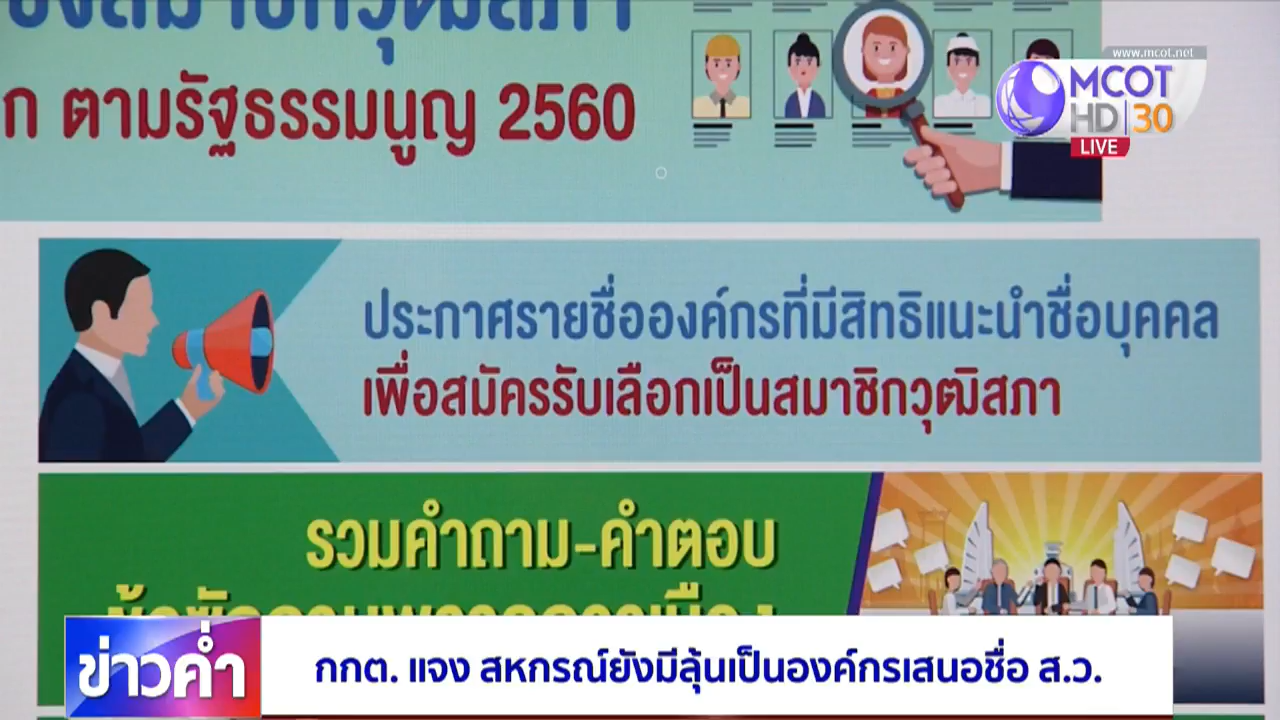 ก ตามรัฐธรรมนูญ 2560
www.mcot.net
MCOT
HD 30
LIVE
ประกาศรายชื่อองค์กรที่มีสิทธิแนะนำชื่อบุคคล
เพื่อสมัครรับเลือกเป็นสมาชิกวุฒิสภา
รวมคำถาม-คำตอบ
ข่าวค่ำ
กกต. แจง สหกรณ์ยังมีลุ้นเป็นองค์กรเสนอชื่อ ส.ว.